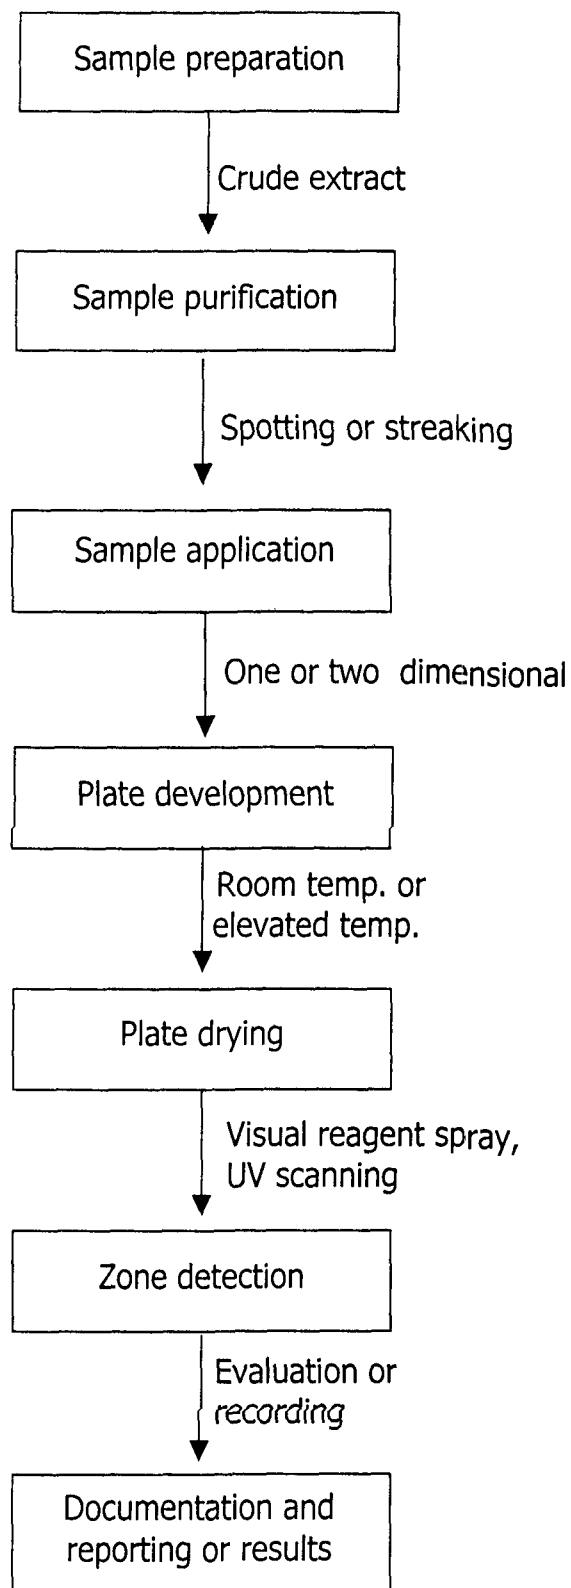 Sample preparation
Crude extract
Sample purification
Spotting or streaking
Sample application
One or two dimensional
Plate development
Room temp. or
elevated temp.
Plate drying
Visual reagent spray,
UV scanning
Zone detection
Evaluation or
recording
Documentation and
reporting or results